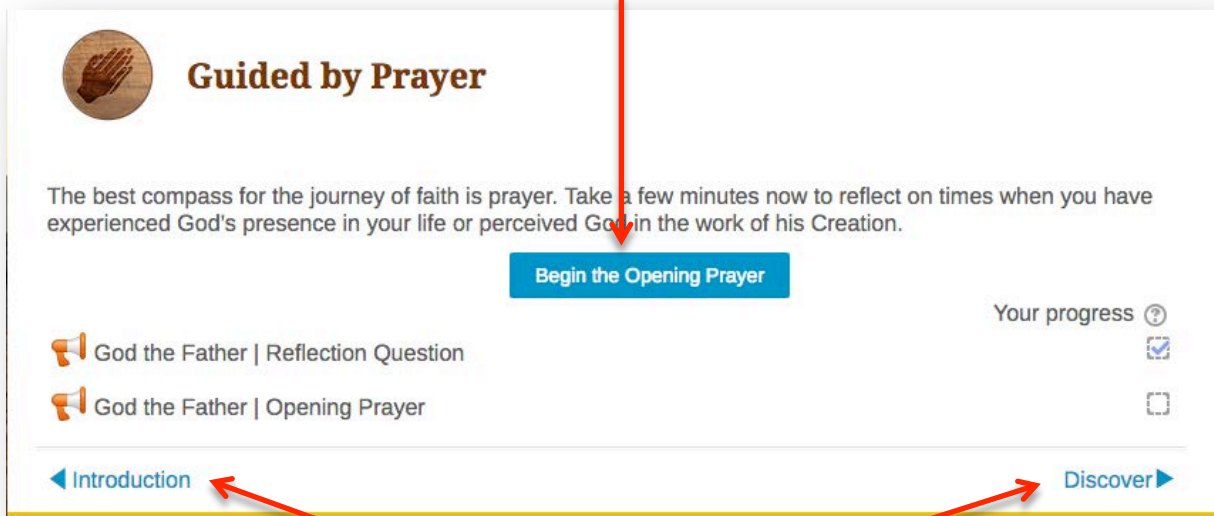 Guided by Prayer
The best compass for the journey of faith is prayer. Take a few minutes now to reflect on times when you have
experienced God's presence in your life or perceived God in the work of his Creation.
Begin the Opening Prayer
Your progress
God the Father | Reflection Question
God the Father | Opening Prayer
Introduction
Discover